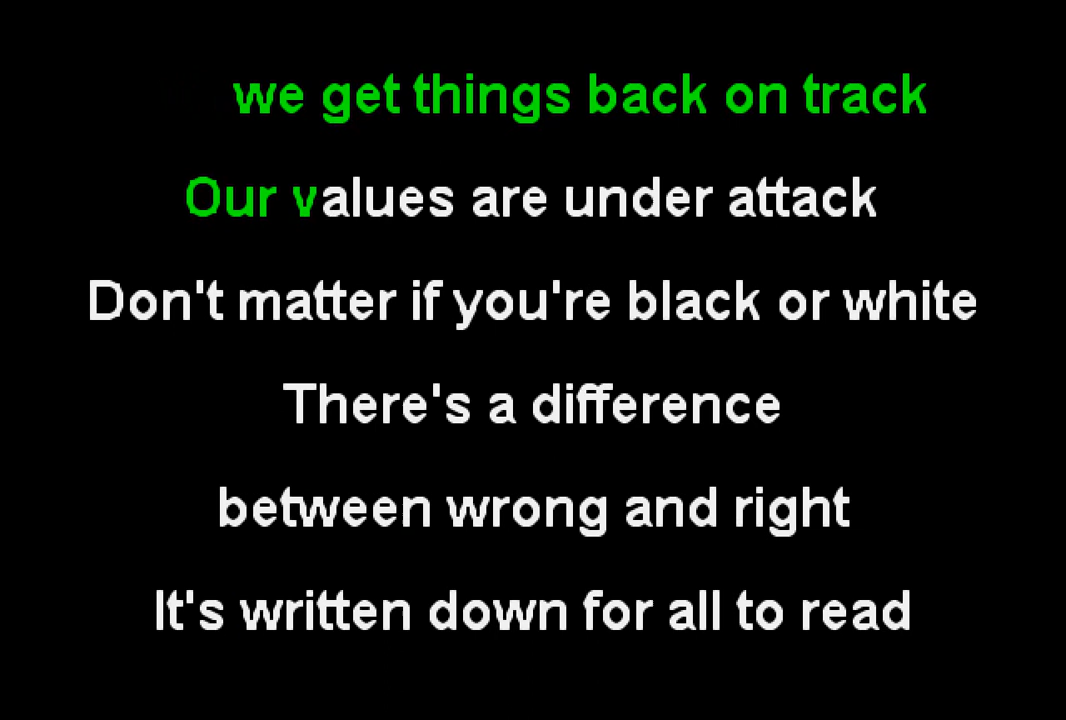 we get things back on track
Our values are under attack
Don't matter if you're black or white
There's a difference
between wrong and right
It's written down for all to read